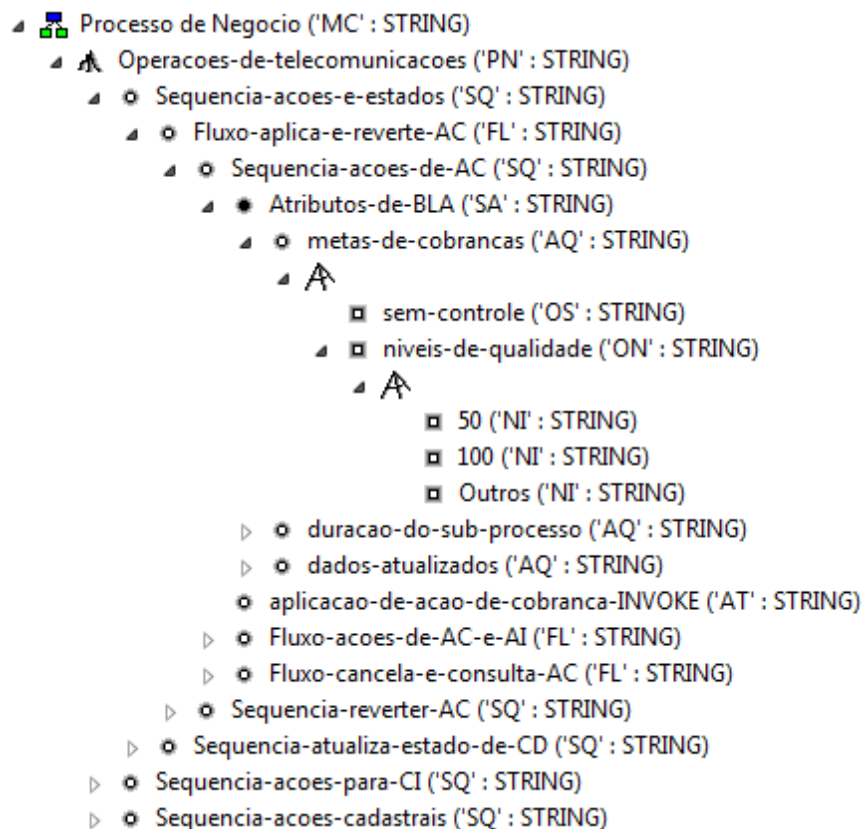 Processo de Negocio ('MC' : STRING)
Operacoes-de-telecomunicacoes ('PN' : STRING)
Sequencia-acoes-e-estados ('SQ' : STRING)
Fluxo-aplica-e-reverte-AC ('FL' : STRING)
Sequencia-acoes-de-AC ('SQ' : STRING)
Atributos-de-BLA ('SA' : STRING)
metas-de-cobrancas ('AQ' : STRING)
sem-controle ('OS' : STRING)
niveis-de-qualidade ('ON' : STRING)
50 ('NI' : STRING)
100 ('NI' : STRING)
Outros ('NI' : STRING)
duracao-do-sub-processo ('AQ' : STRING)
dados-atualizados ('AQ' : STRING)
aplicacao-de-acao-de-cobranca-INVOKE ('AT' : STRING)
Fluxo-acoes-de-AC-e-AI ('FL' : STRING)
Fluxo-cancela-e-consulta-AC ('FL' : STRING)
Sequencia-reverter-AC ('SQ' : STRING)
Sequencia-atualiza-estado-de-CD ('SQ' : STRING)
Sequencia-acoes-para-CI ('SQ' : STRING)
Sequencia-acoes-cadastrais ('SQ' : STRING)